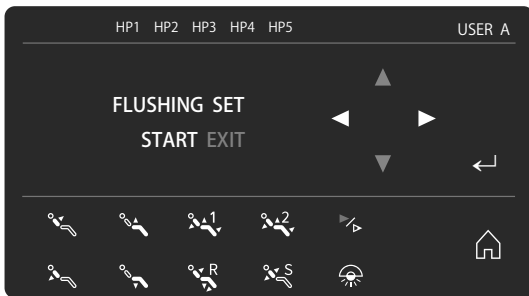 HP1 HP2 HP3 HP4 HP5 USER A
FLUSHING SET
START EXIT
1 2
R S